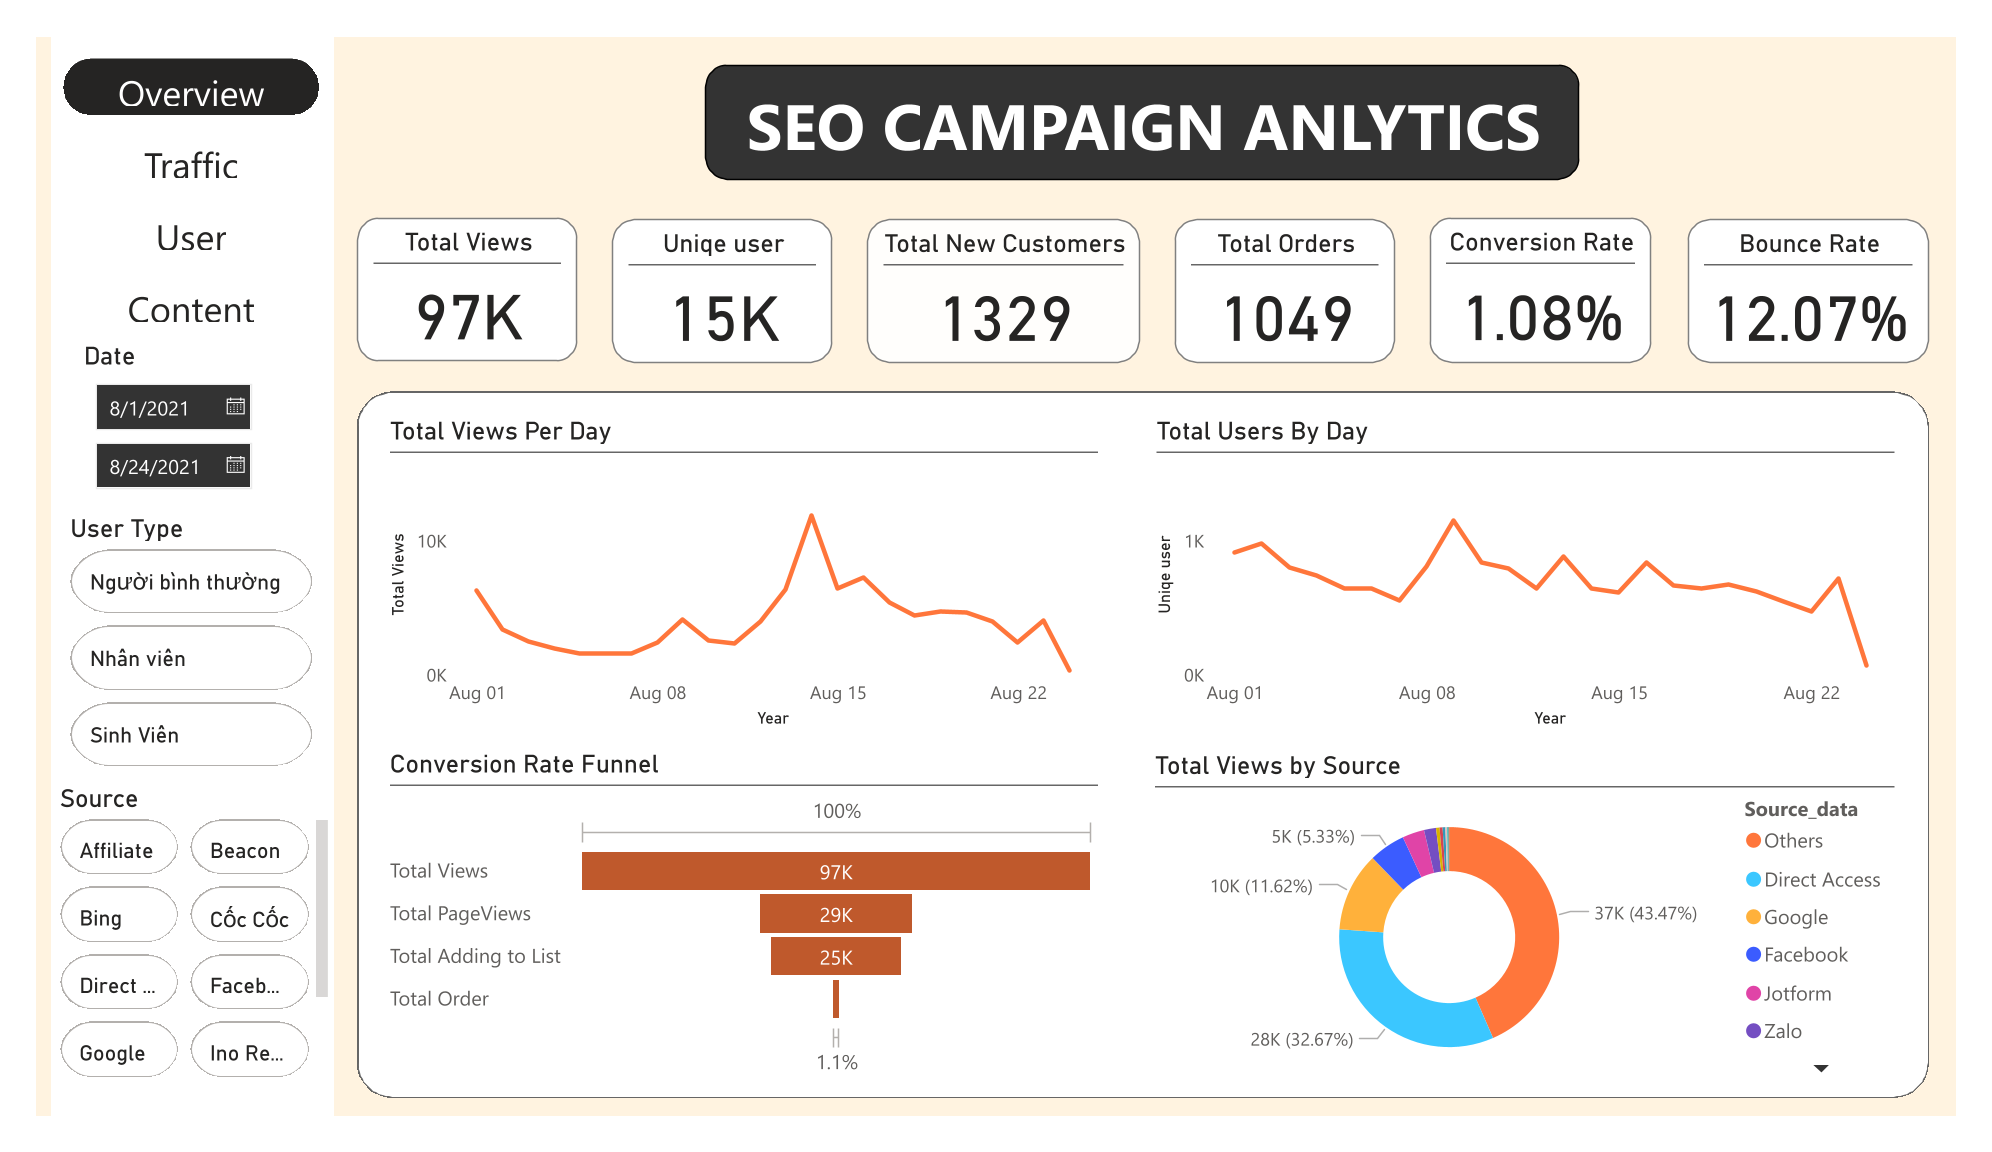 Overview
Traffic
User
Content
Date
8/1/2021
8/24/2021
User Type
Người bình thường
Nhân viên
Sinh Viên
Source
Affiliate
Beacon
Bing
Cốc Cốc
Direct ...
Faceb...
Google
Ino Re...
SEO CAMPAIGN ANLYTICS
Total Views
97K
Uniqe user
15K
Total New Customers
1329
Total Orders
1049
Conversion Rate
1.08%
Bounce Rate
12.07%
Total Views Per Day
Total Views
10K
0K
Aug 01
Aug 08
Aug 15
Aug 22
Year
Total Users By Day
Uniqe user
1K
0K
Aug 01
Aug 08
Aug 15
Aug 22
Year
Conversion Rate Funnel
100%
Total Views
97K
Total PageViews
29K
Total Adding to List
25K
Total Order
1.1%
Total Views by Source
5K (5.33%)
10K (11.62%)
37K (43.47%)
28K (32.67%)
Source_data
Others
Direct Access
Google
Facebook
Jotform
Zalo